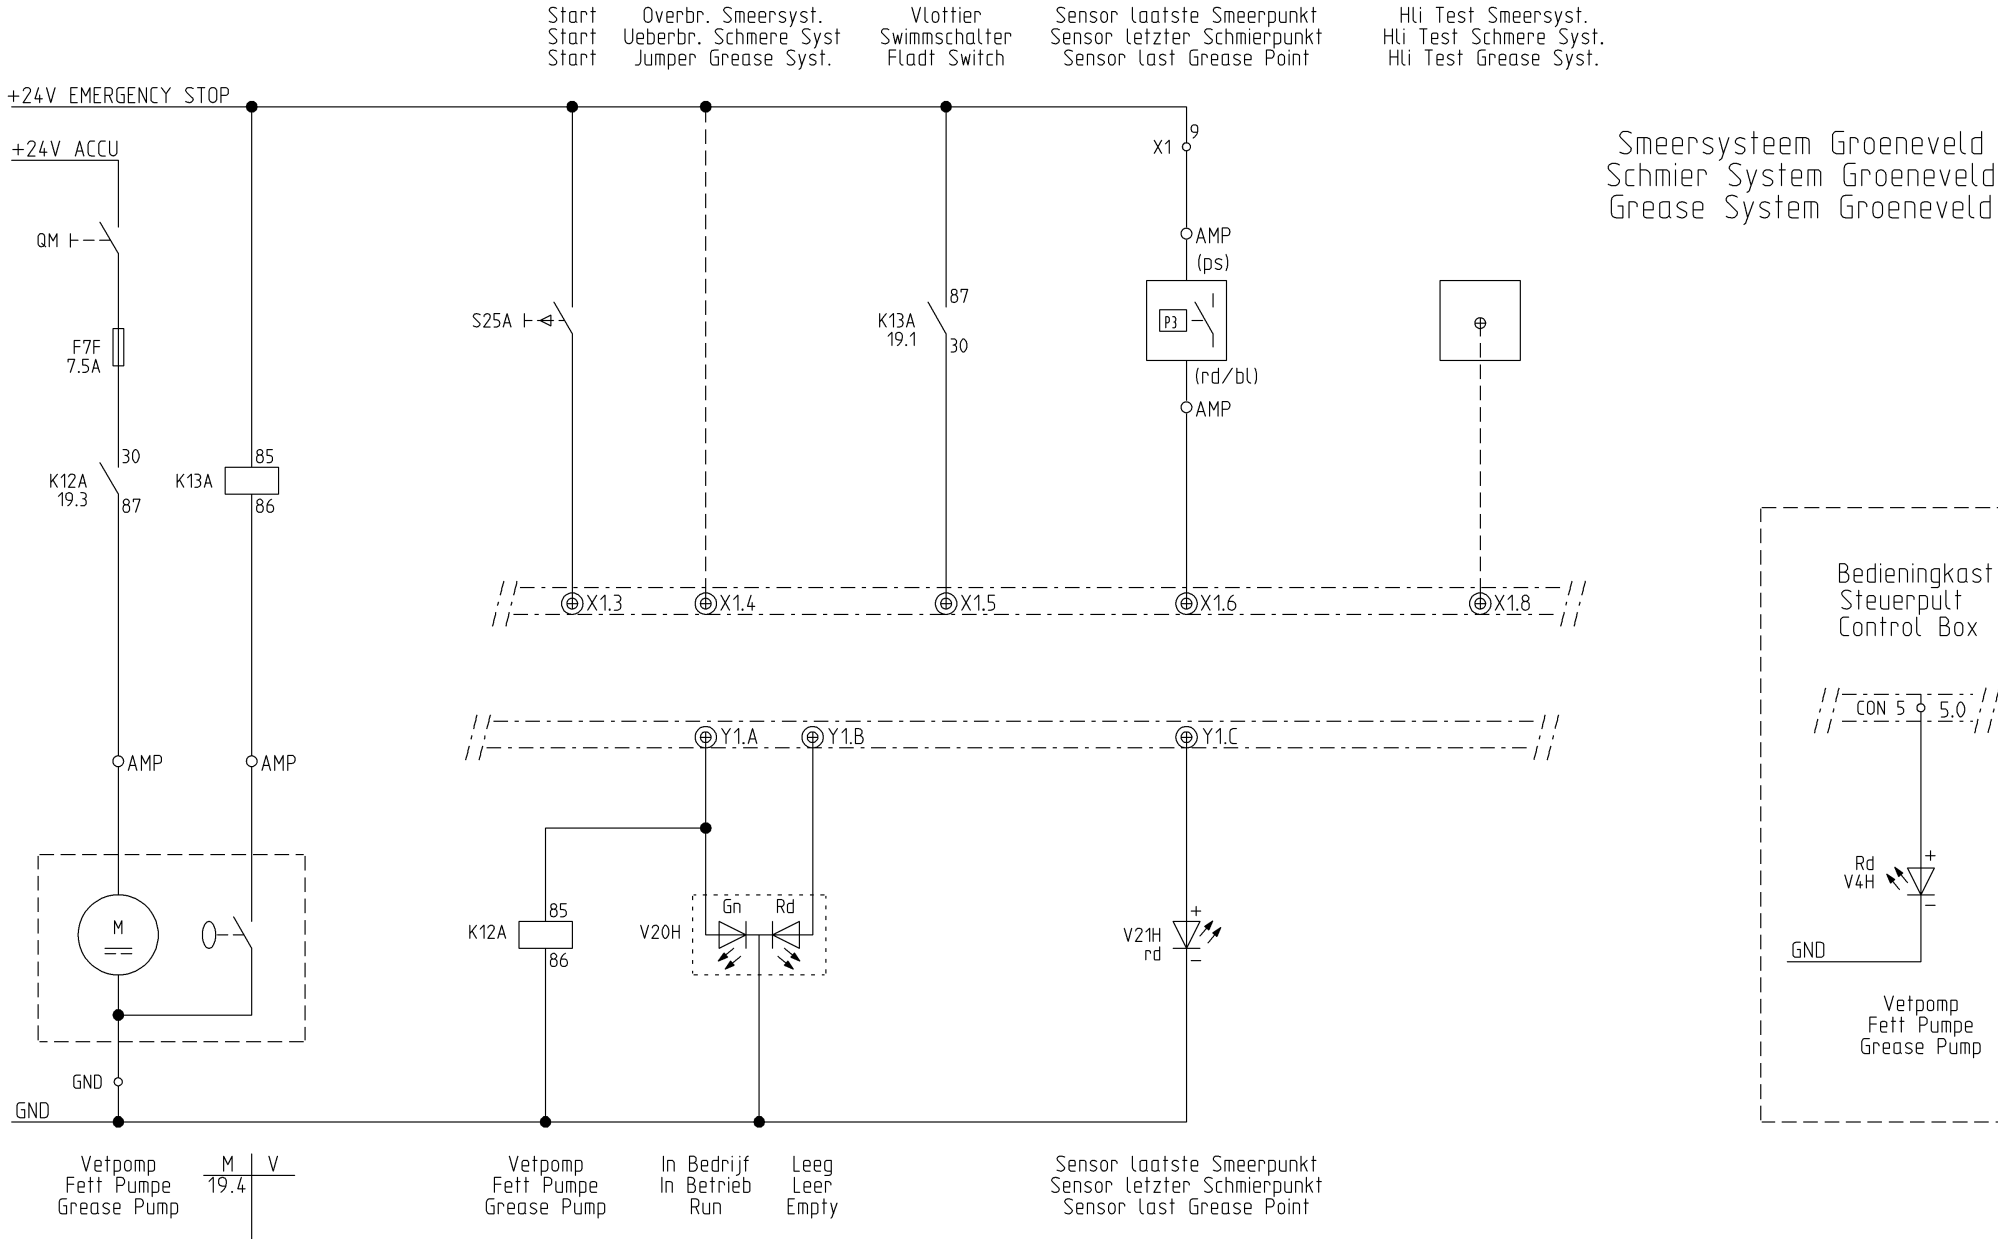 Start
Start
Start
Overbr. Smeersyst.
Ueberbr. Schmere Syst
Jumper Grease Syst.
Vlottier
Swimmschalter
Fladt Switch
Sensor laatste Smeerpunkt
Sensor letzter Schmierpunkt
Sensor last Grease Point
Hli Test Smeersyst.
Hli Test Schmere Syst.
Hli Test Grease Syst.
+24V EMERGENCY STOP
+24V ACCU
Smeersysteem Groeneveld
Schmier System Groeneveld
Grease System Groeneveld
9
X1
AMP
(ps)
QM
S25A
87
K13A
19.1
30
P3
(rd/bl)
AMP
F7F
7.5A
30
K12A
19.3
87
85
K13A
86
X1.3
X1.4
X1.5
X1.6
X1.8
Bedieningkast
Steuerpult
Control Box
CON 5
5.0
Y1.A
Y1.B
Y1.C
AMP
AMP
M
85
K12A
86
Gn
Rd
V20H
+
V21H
rd
-
+
Rd
V4H
-
GND
Vetpomp
Fett Pumpe
Grease Pump
GND
GND
Vetpomp
Fett Pumpe
Grease Pump
M V
19.4
Vetpomp
Fett Pumpe
Grease Pump
In Bedrijf
In Betrieb
Run
Leeg
Leer
Empty
Sensor laatste Smeerpunkt
Sensor letzter Schmierpunkt
Sensor last Grease Point